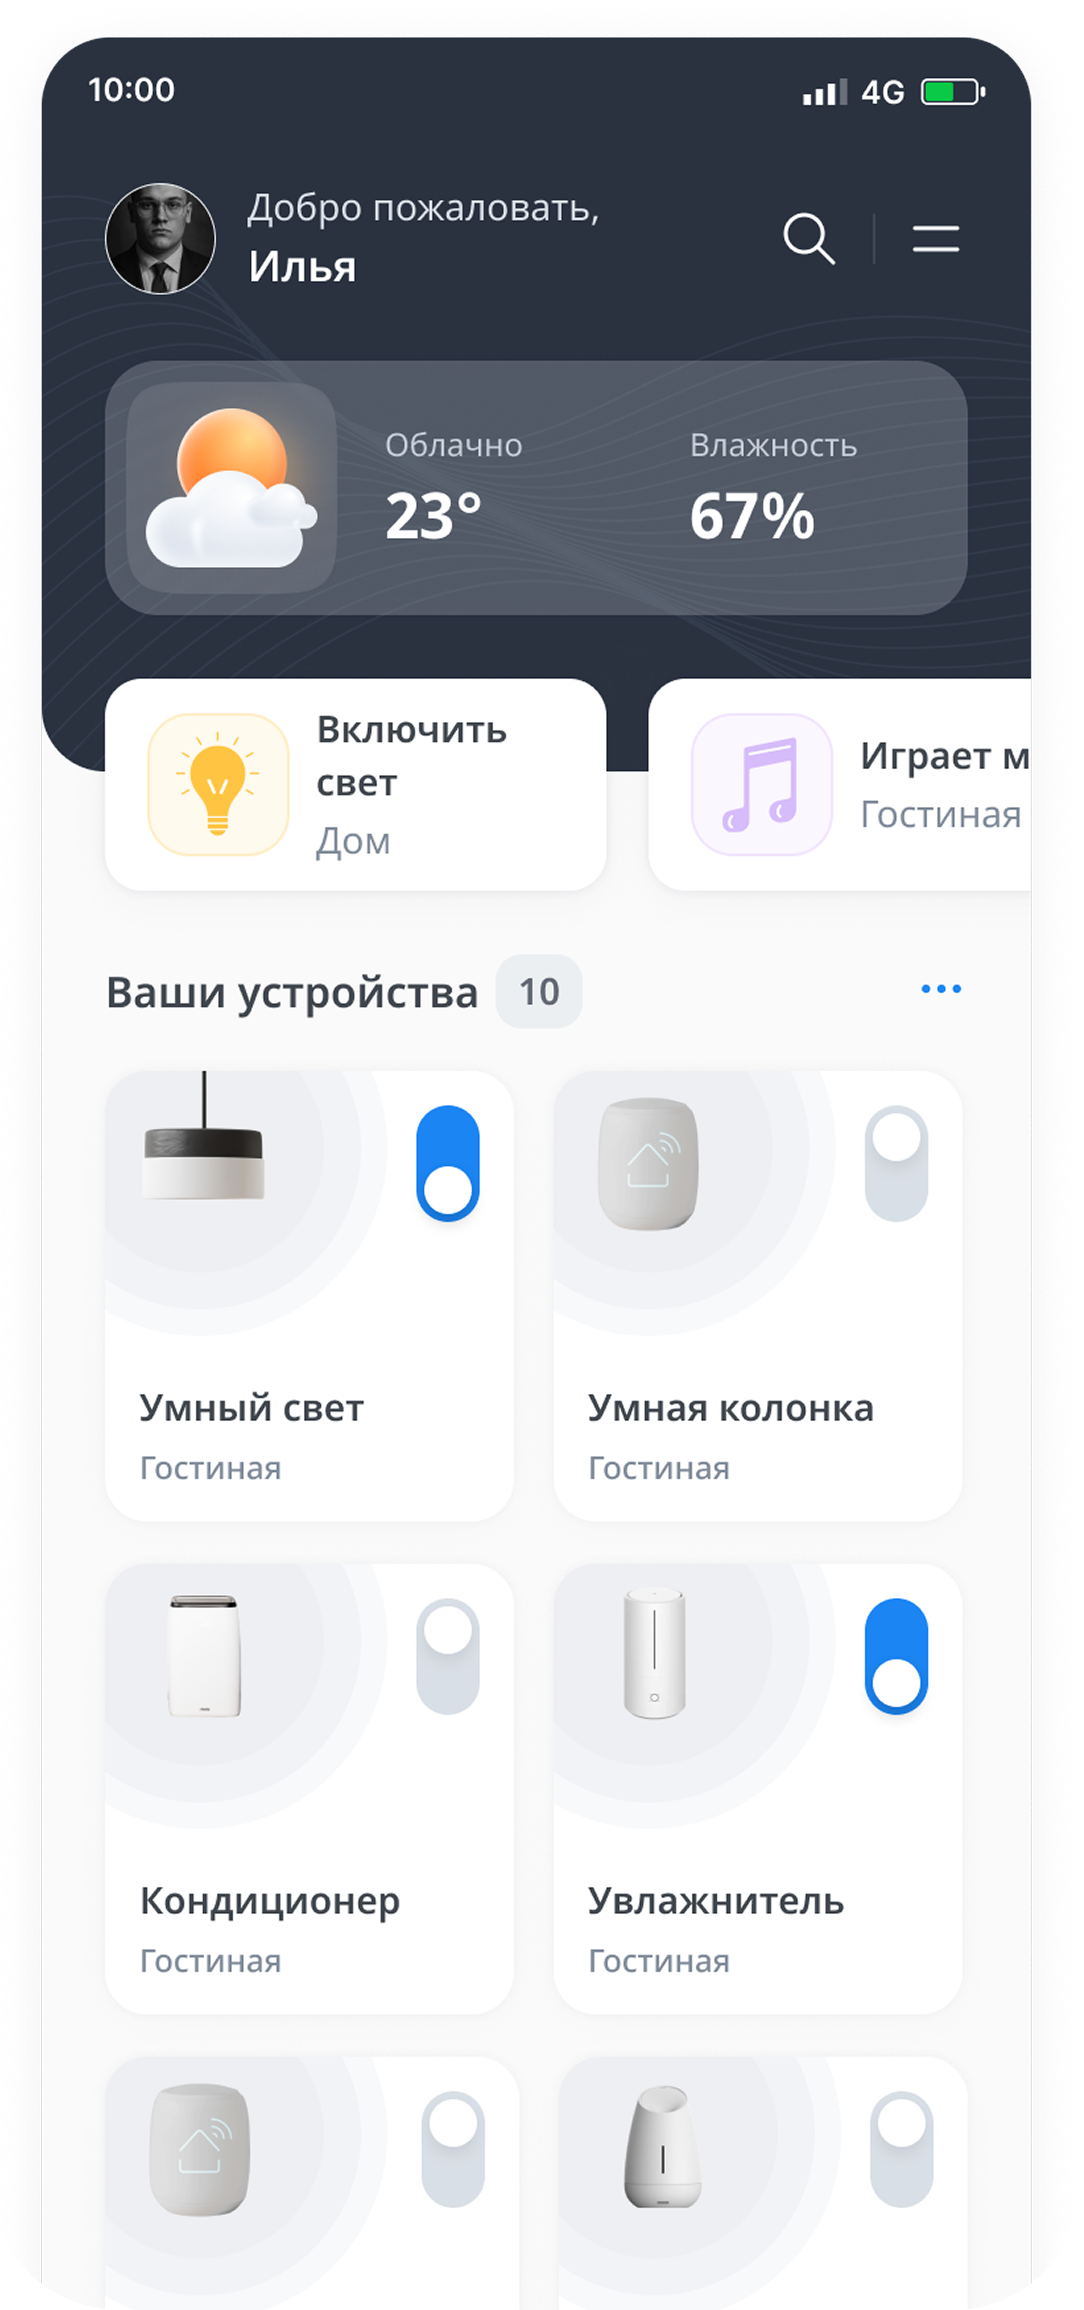 10:00
4G
Добро пожаловать,
Илья
Облачно
Влажность
23°
67%
Включить
свет
Дом
Играет м
Гостиная
Ваши устройства 10
Умный свет
Гостиная
Умная колонка
Гостиная
Кондиционер
Гостиная
Увлажнитель
Гостиная